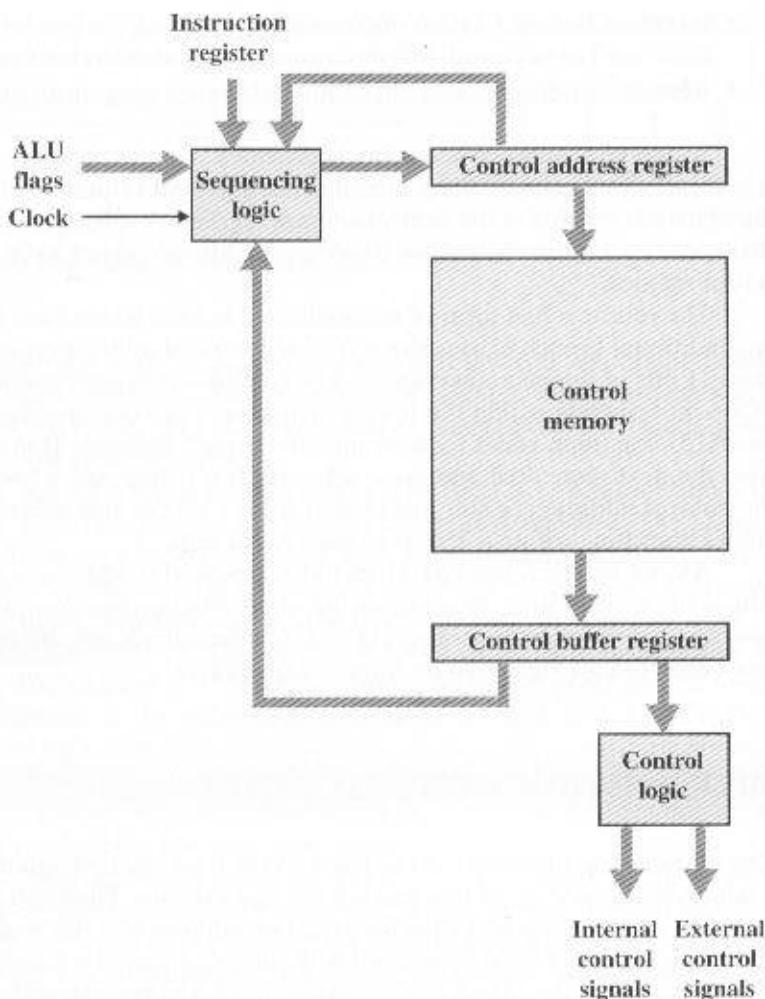 Instruction
register
ALU
flags
Clock
Sequencing
logic
Control address register
Control
memory
Control buffer register
Control
logic
Internal
control
signals
External
control
signals